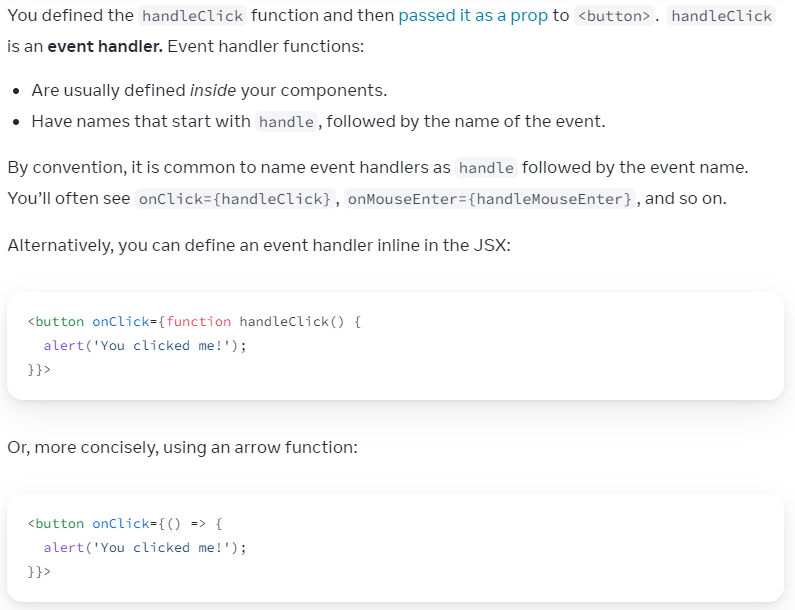 You defined the handleClick function and then passed it as a prop to <button>. handleClick
is an event handler. Event handler functions:
• Are usually defined inside your components.
• Have names that start with handle, followed by the name of the event.
By convention, it is common to name event handlers as handle followed by the event name.
You’ll often see onClick={handleClick}, onMouseEnter={handleMouseEnter}, and so on.
Alternatively, you can define an event handler inline in the JSX:
<button onClick={function handleClick() {
  alert('You clicked me!');
}}>
Or, more concisely, using an arrow function:
<button onClick={() => {
  alert('You clicked me!');
}}>